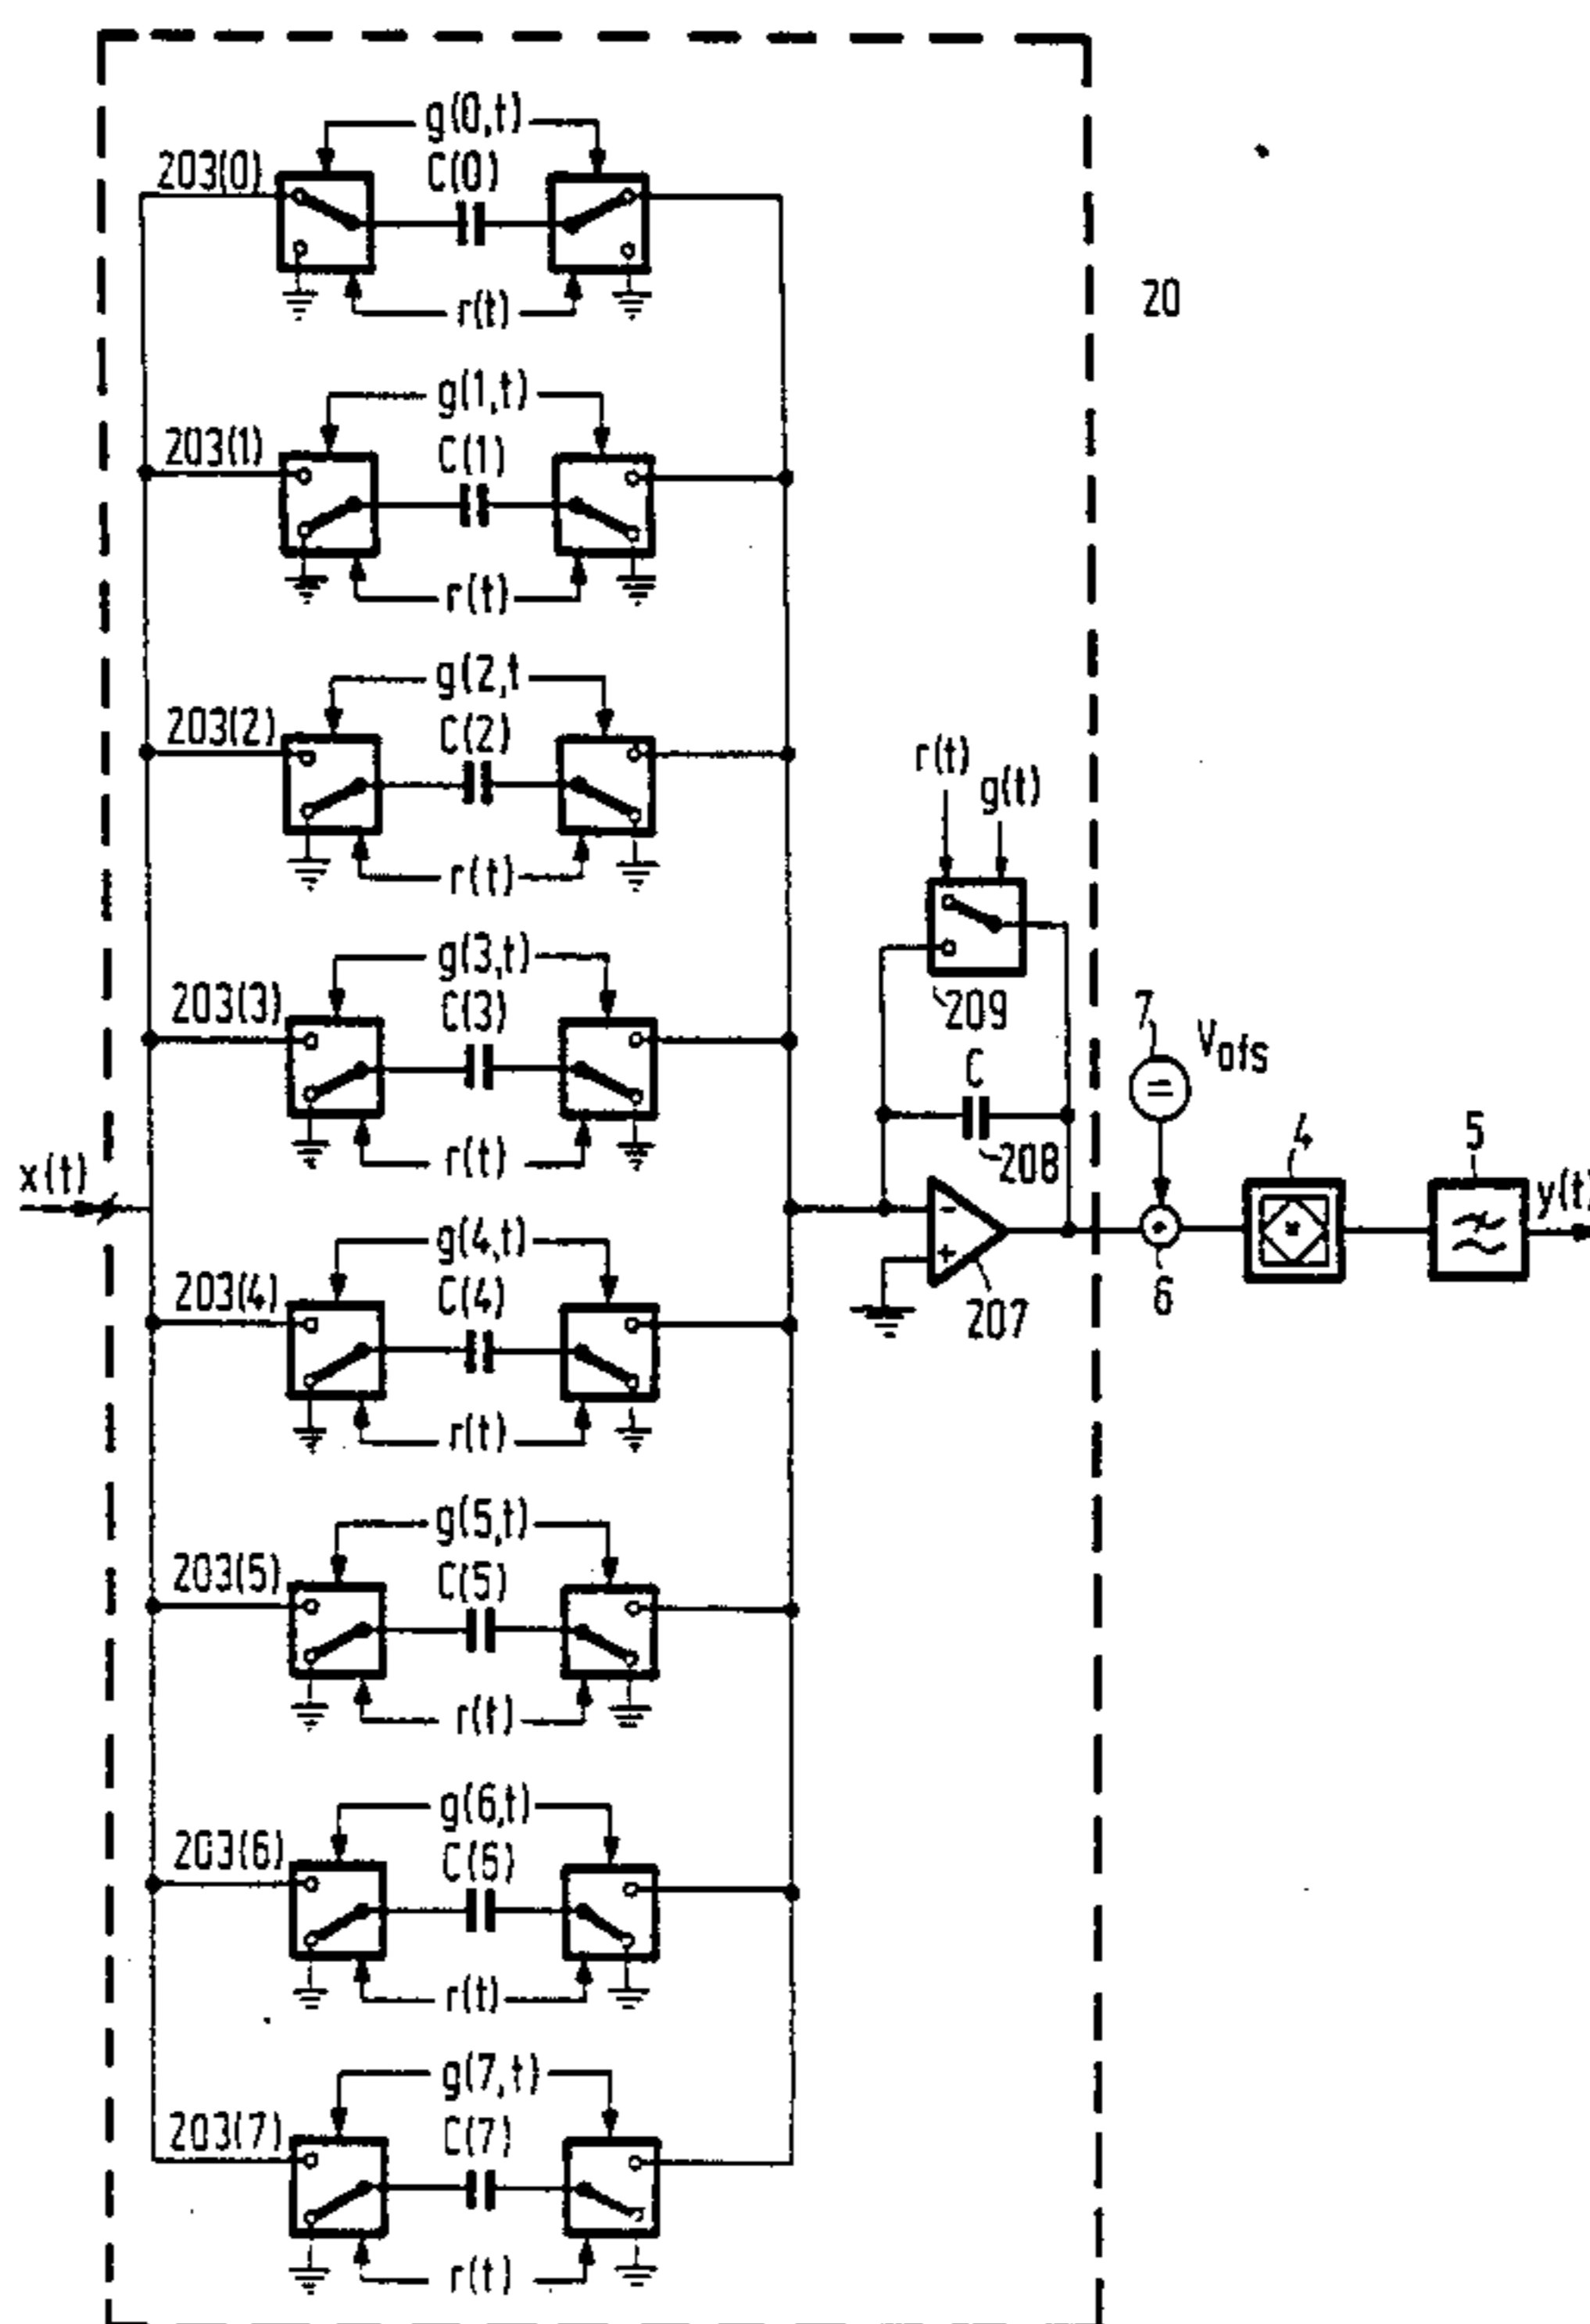 g(0,t)
203(0)
C(0)
r(t)
20
g(1,t)
203(1)
C(1)
r(t)
g(2,t
203(2)
C(2)
r(t)
r(t)
g(t)
g(3,t)
203(3)
C(3)
209
7
Vofs
C
r(t)
208
4
5
x(t)
y(t)
g(4,t)
-
+
203(4)
C(4)
207
6
r(t)
g(5,t)
203(5)
C(5)
r(t)
g(6,t)
203(6)
C(6)
r(t)
g(7,t)
203(7)
C(7)
r(t)